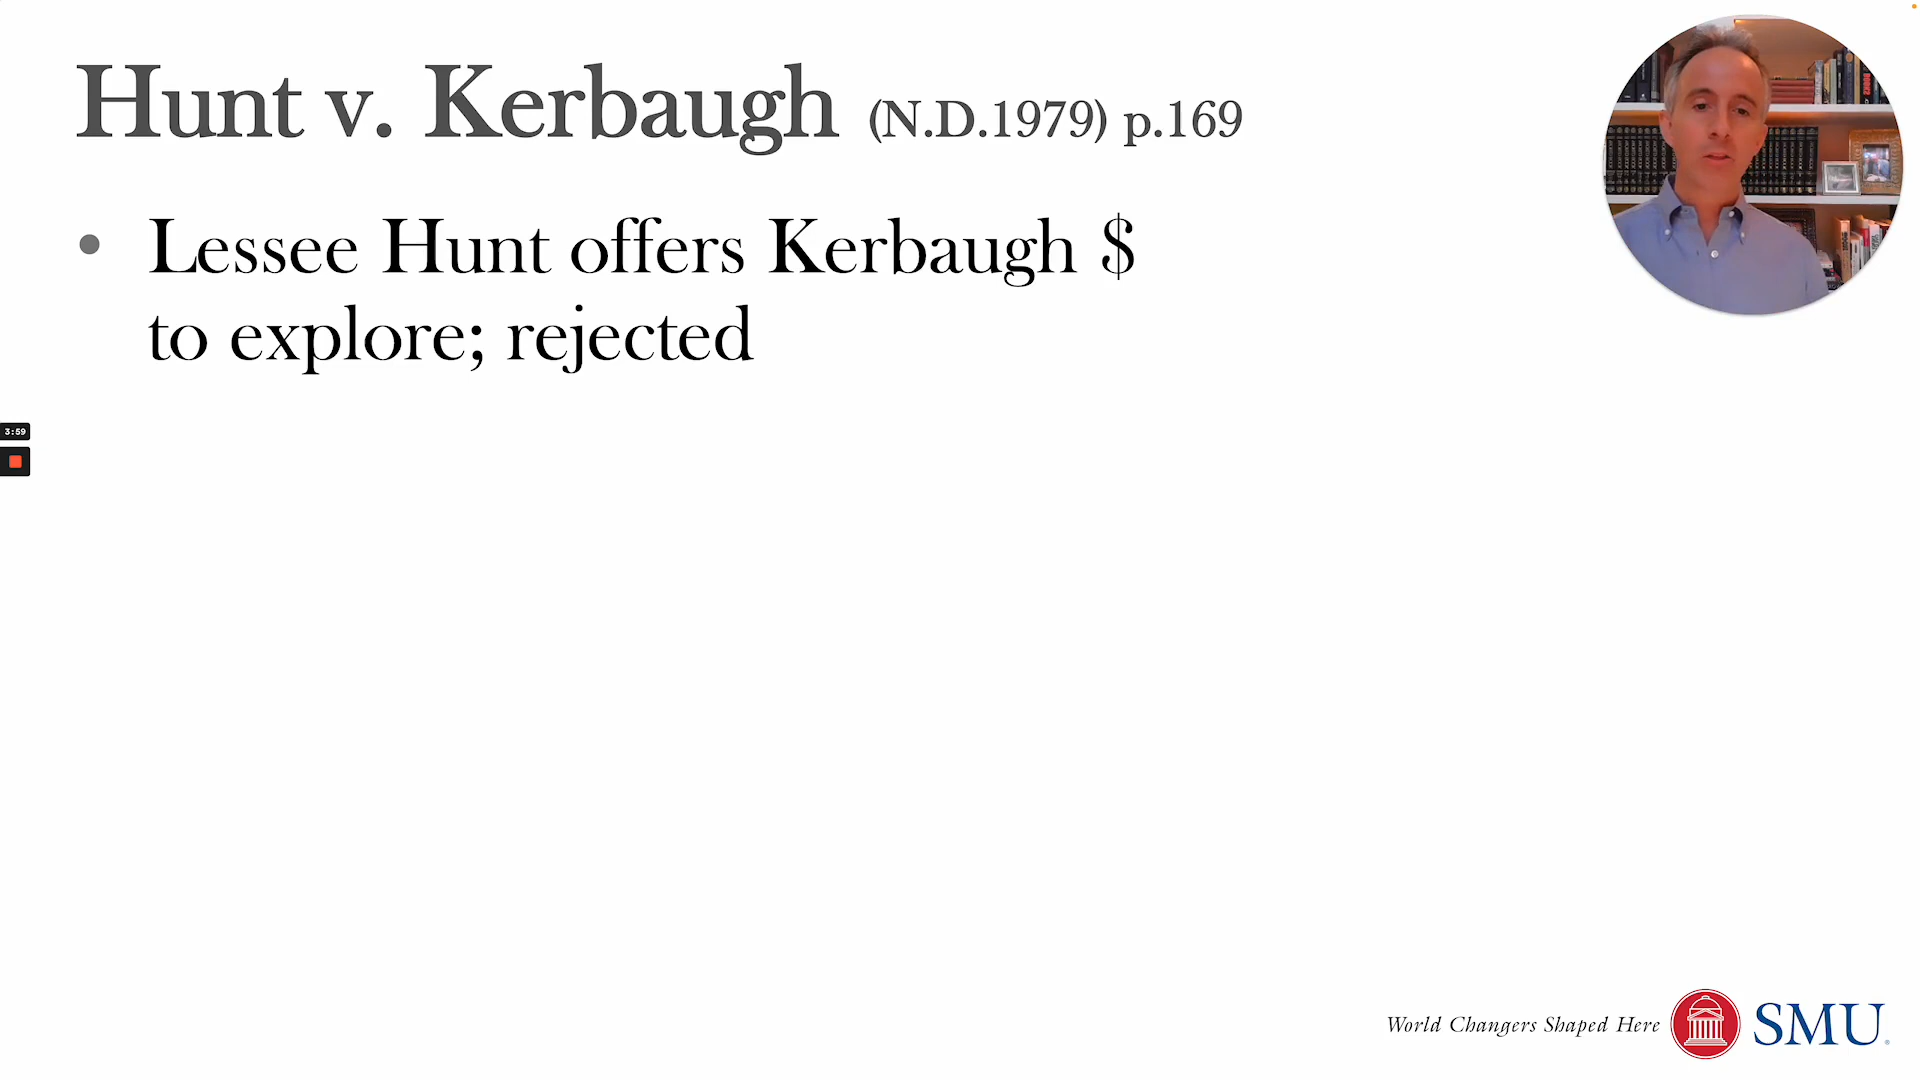 Hunt v. Kerbaugh (N.D.1979) p.169
• Lessee Hunt offers Kerbaugh $
to explore; rejected
3:59
World Changers Shaped Here SMU